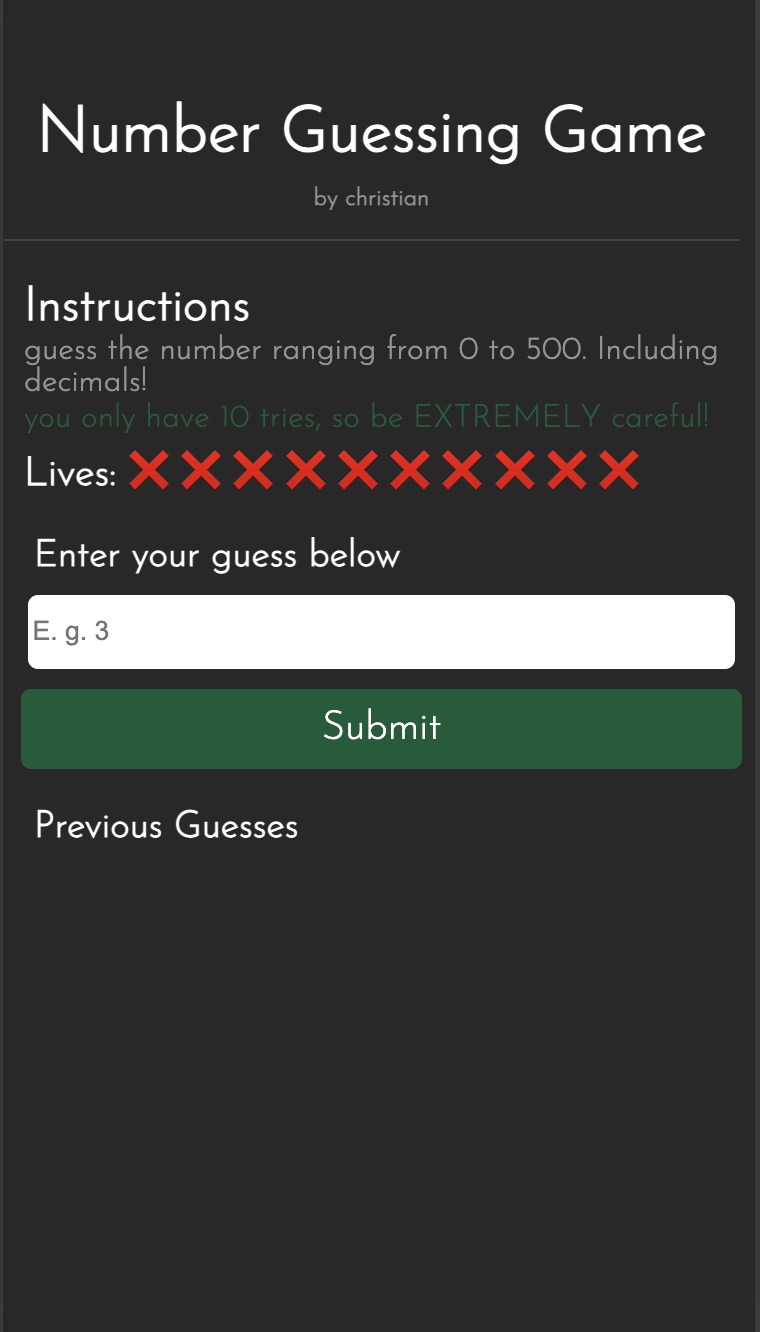 Number Guessing Game
by christian
Instructions
guess the number ranging from 0 to 500. Including
decimals!
you only have 10 tries, so be EXTREMELY careful!
Lives: ❌❌❌❌❌❌❌❌❌❌
Enter your guess below
E. g. 3
Submit
Previous Guesses